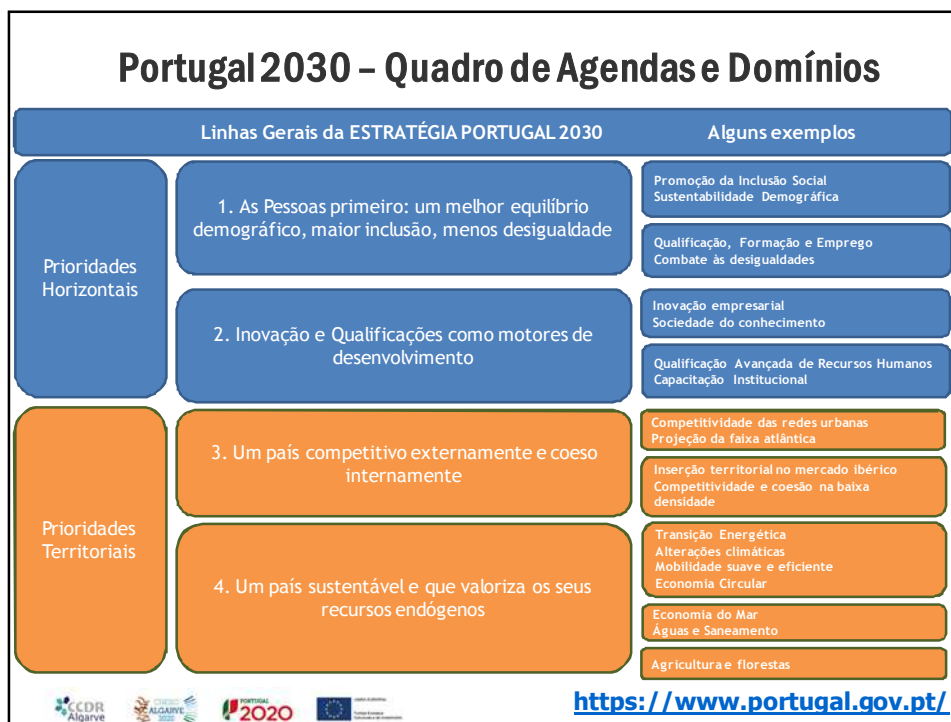 Portugal 2030 – Quadro de Agendas e Domínios
Linhas Gerais da ESTRATÉGIA PORTUGAL 2030
Alguns exemplos
Prioridades
Horizontais
1. As Pessoas primeiro: um melhor equilíbrio
demográfico, maior inclusão, menos desigualdade
Promoção da Inclusão Social
Sustentabilidade Demográfica
Qualificação, Formação e Emprego
Combate às desigualdades
2. Inovação e Qualificações como motores de
desenvolvimento
Inovação empresarial
Sociedade do conhecimento
Qualificação Avançada de Recursos Humanos
Capacitação Institucional
Prioridades
Territoriais
3. Um país competitivo externamente e coeso
internamente
Competitividade das redes urbanas
Projeção da faixa atlântica
Inserção territorial no mercado ibérico
Competitividade e coesão na baixa
densidade
4. Um país sustentável e que valoriza os seus
recursos endógenos
Transição Energética
Alterações climáticas
Mobilidade suave e eficiente
Economia Circular
Economia do Mar
Águas e Saneamento
Agricultura e florestas
CCDR
Algarve
ALGARVE
2020
PORTUGAL
2020
https://www.portugal.gov.pt/